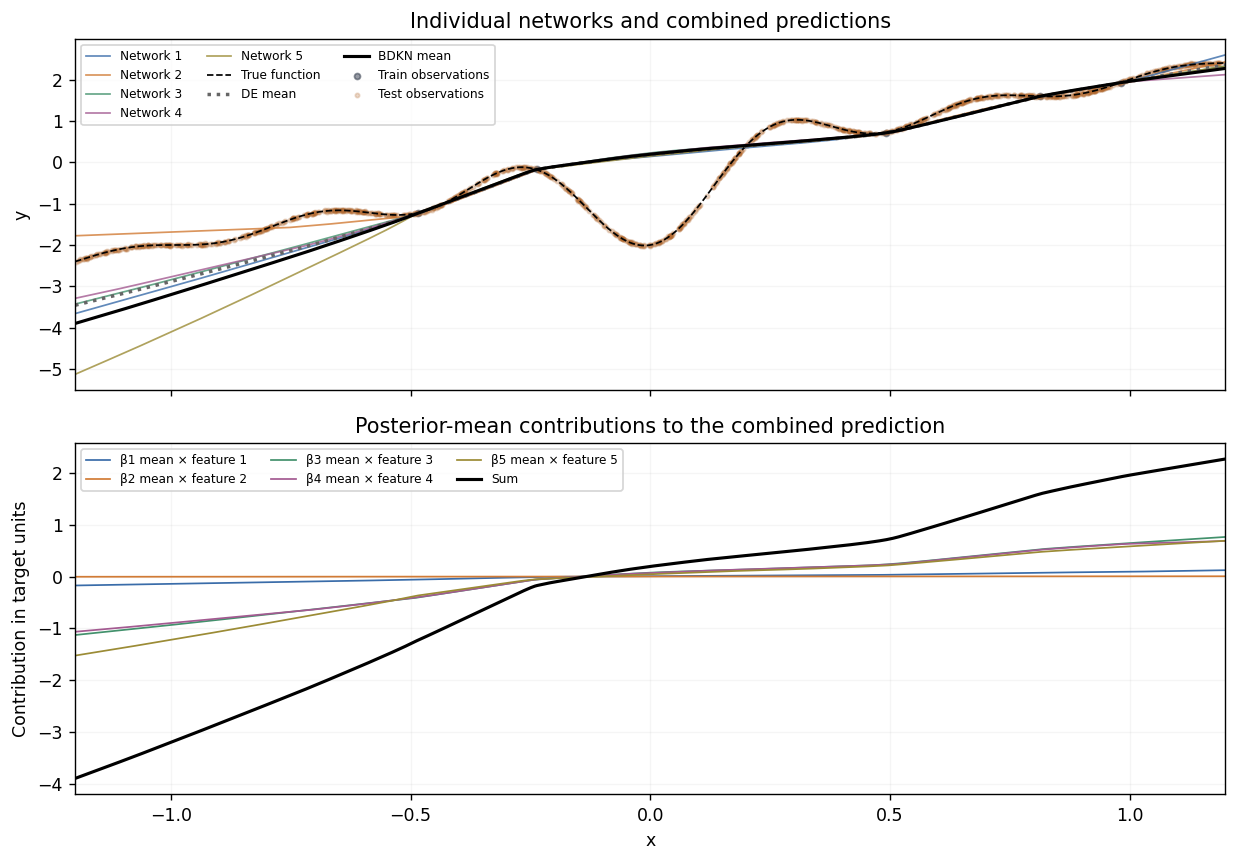 Individual networks and combined predictions
Network 1
Network 2
Network 3
Network 4
Network 5
True function
DE mean
BDKN mean
Train observations
Test observations
y
2
1
0
−1
−2
−3
−4
−5
Posterior-mean contributions to the combined prediction
β1 mean × feature 1
β2 mean × feature 2
β3 mean × feature 3
β4 mean × feature 4
β5 mean × feature 5
Sum
Contribution in target units
2
1
0
−1
−2
−3
−4
−1.0
−0.5
0.0
0.5
1.0
x